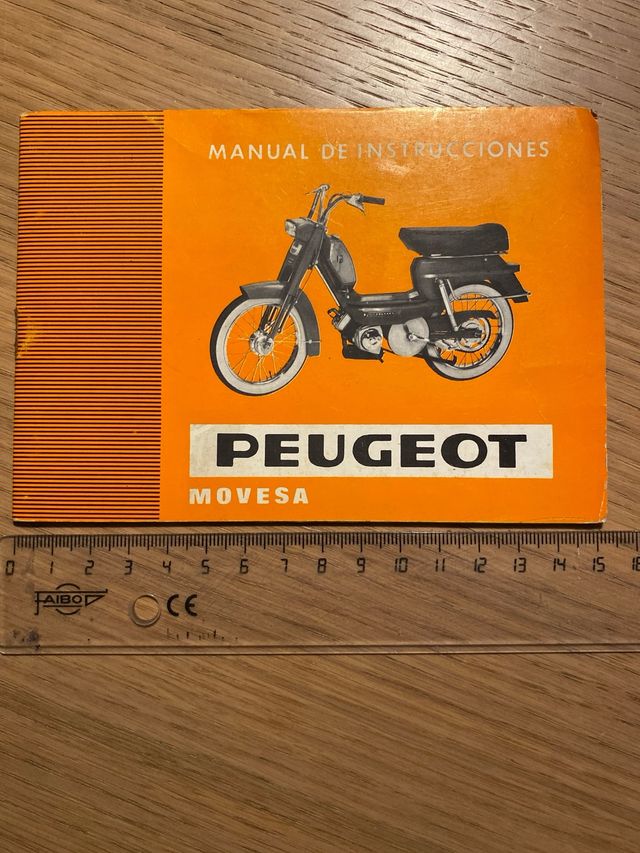 MANUAL DE INSTRUCCIONES
PEUGEOT
MOVESA
0 1 2 3 4 5 6 7 8 9 10 11 12 13 14 15 16
FAIBO CE